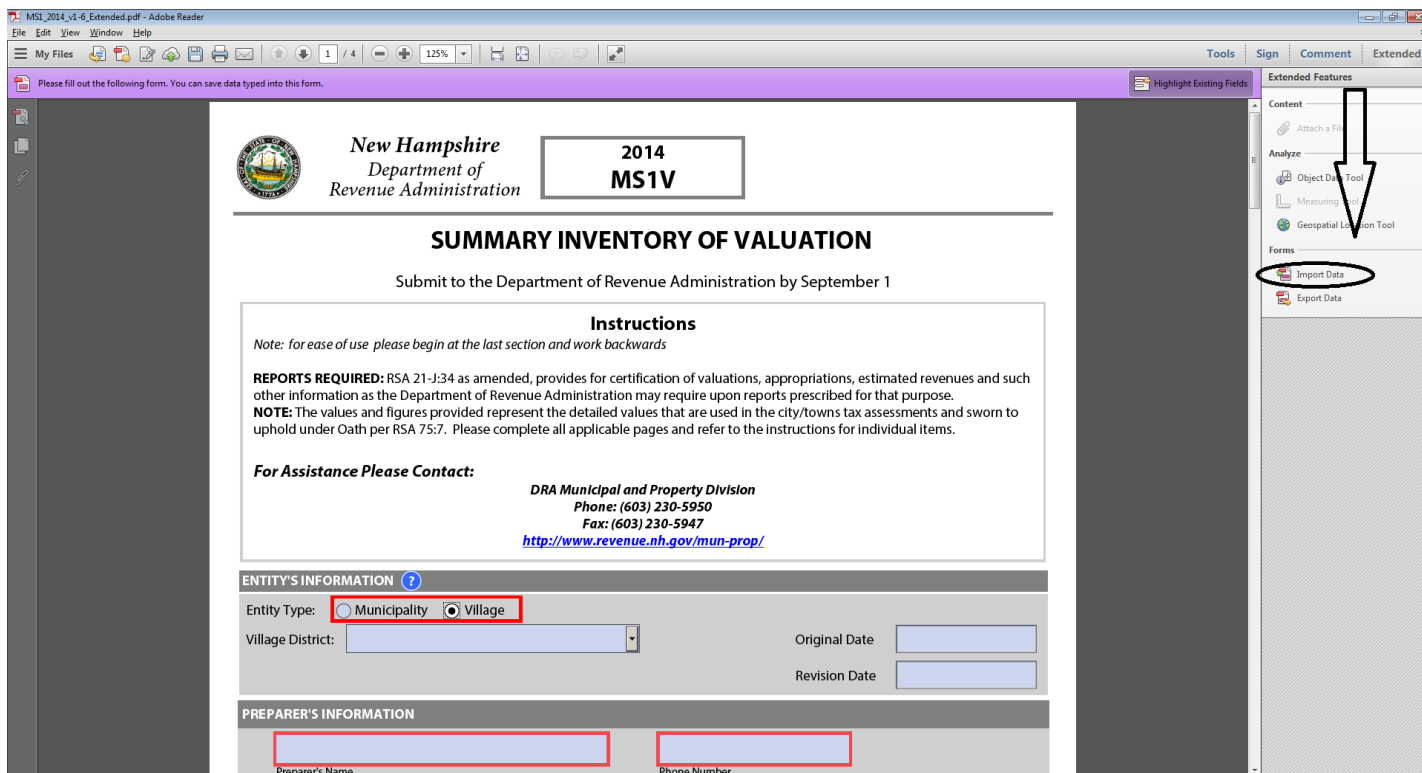 MS1_2014_v1-6_Extended.pdf - Adobe Reader
File Edit View Window Help
My Files 1 / 4 125% Tools Sign Comment Extended
Please fill out the following form. You can save data typed into this form. Highlight Existing Fields
Extended Features
Content
Attach a File
Analyze
Object Data Tool
Measuring Tool
Geospatial Location Tool
Forms
Import Data
Export Data
New Hampshire
Department of
Revenue Administration
2014
MS1V
SUMMARY INVENTORY OF VALUATION
Submit to the Department of Revenue Administration by September 1
Instructions
Note: for ease of use please begin at the last section and work backwards
REPORTS REQUIRED: RSA 21-J:34 as amended, provides for certification of valuations, appropriations, estimated revenues and such
other information as the Department of Revenue Administration may require upon reports prescribed for that purpose.
NOTE: The values and figures provided represent the detailed values that are used in the city/towns tax assessments and sworn to
uphold under Oath per RSA 75:7. Please complete all applicable pages and refer to the instructions for individual items.
For Assistance Please Contact:
DRA Municipal and Property Division
Phone: (603) 230-5950
Fax: (603) 230-5947
http://www.revenue.nh.gov/mun-prop/
ENTITY'S INFORMATION ?
Entity Type: Municipality Village
Village District: Original Date
Revision Date
PREPARER'S INFORMATION
Preparer's Name Phone Number